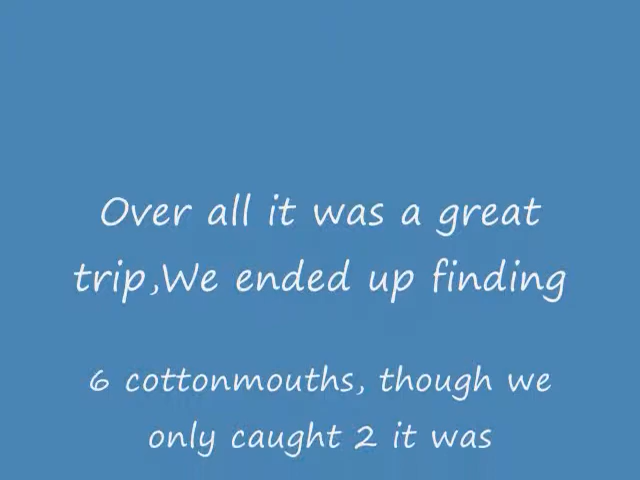 Over all it was a great
trip,We ended up finding
6 cottonmouths, though we
only caught 2 it was